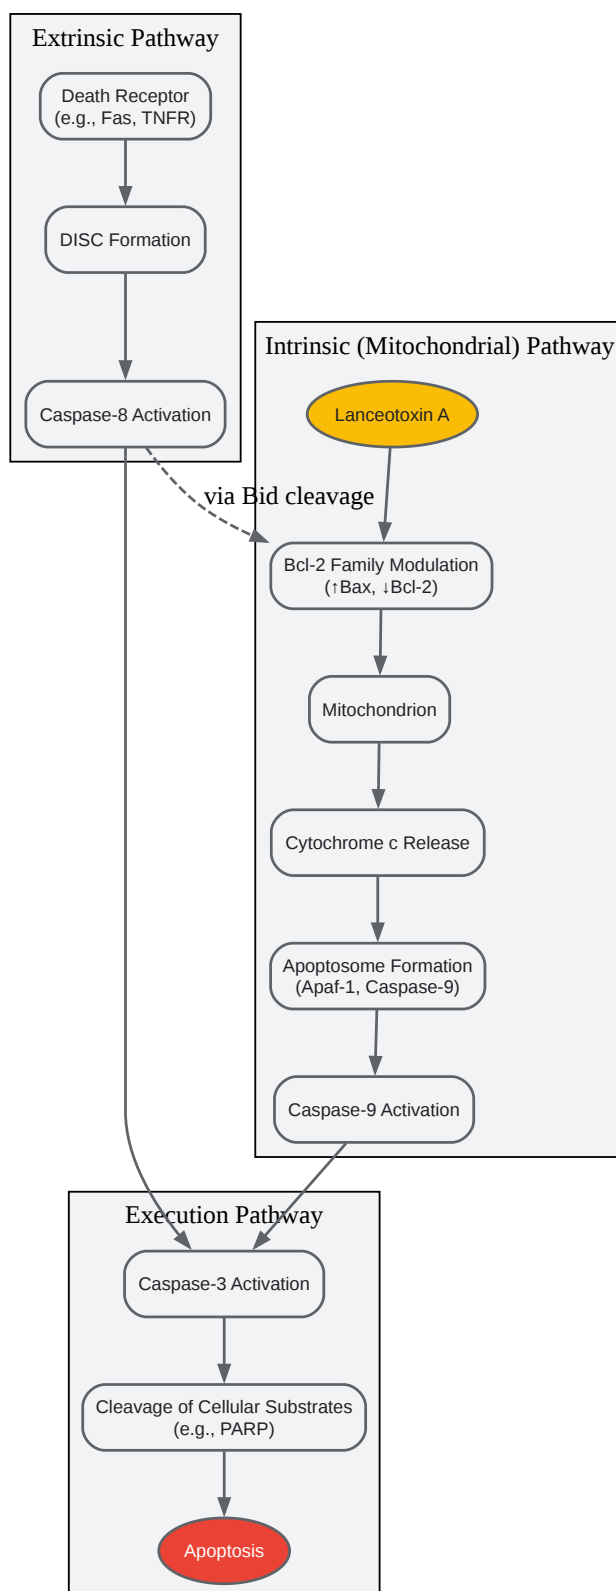 Extrinsic Pathway
Death Receptor
(e.g., Fas, TNFR)
DISC Formation
Caspase-8 Activation
Intrinsic (Mitochondrial) Pathway
Lanceotoxin A
via Bid cleavage
Bcl-2 Family Modulation
(↑Bax, ↓Bcl-2)
Mitochondrion
Cytochrome c Release
Apoptosome Formation
(Apaf-1, Caspase-9)
Caspase-9 Activation
Execution Pathway
Caspase-3 Activation
Cleavage of Cellular Substrates
(e.g., PARP)
Apoptosis